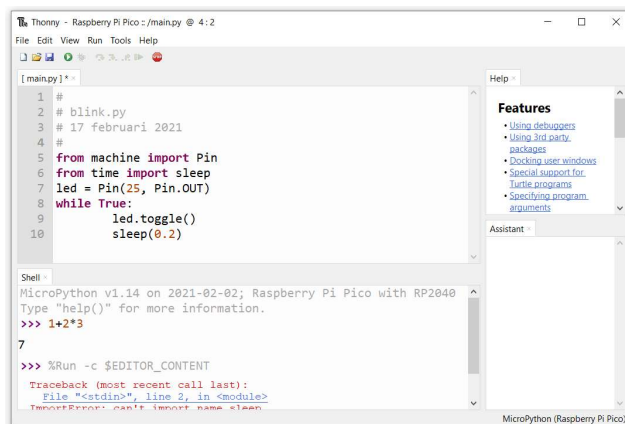 Thonny - Raspberry Pi Pico :: /main.py @ 4 : 2
File Edit View Run Tools Help
[ main.py ] *
1 #
2 # blink.py
3 # 17 februari 2021
4 #
5 from machine import Pin
6 from time import sleep
7 led = Pin(25, Pin.OUT)
8 while True:
9 led.toggle()
10 sleep(0.2)
Shell
MicroPython v1.14 on 2021-02-02; Raspberry Pi Pico with RP2040
Type "help()" for more information.
>>> 1+2*3
7
>>> %Run -c $EDITOR_CONTENT
Traceback (most recent call last):
File "<stdin>", line 2, in <module>
ImportError: can't import name sleep
Help
Features
• Using debuggers
• Using 3rd party
packages
• Docking user windows
• Special support for
Turtle programs
• Specifying program
arguments
Assistant
MicroPython (Raspberry Pi Pico)